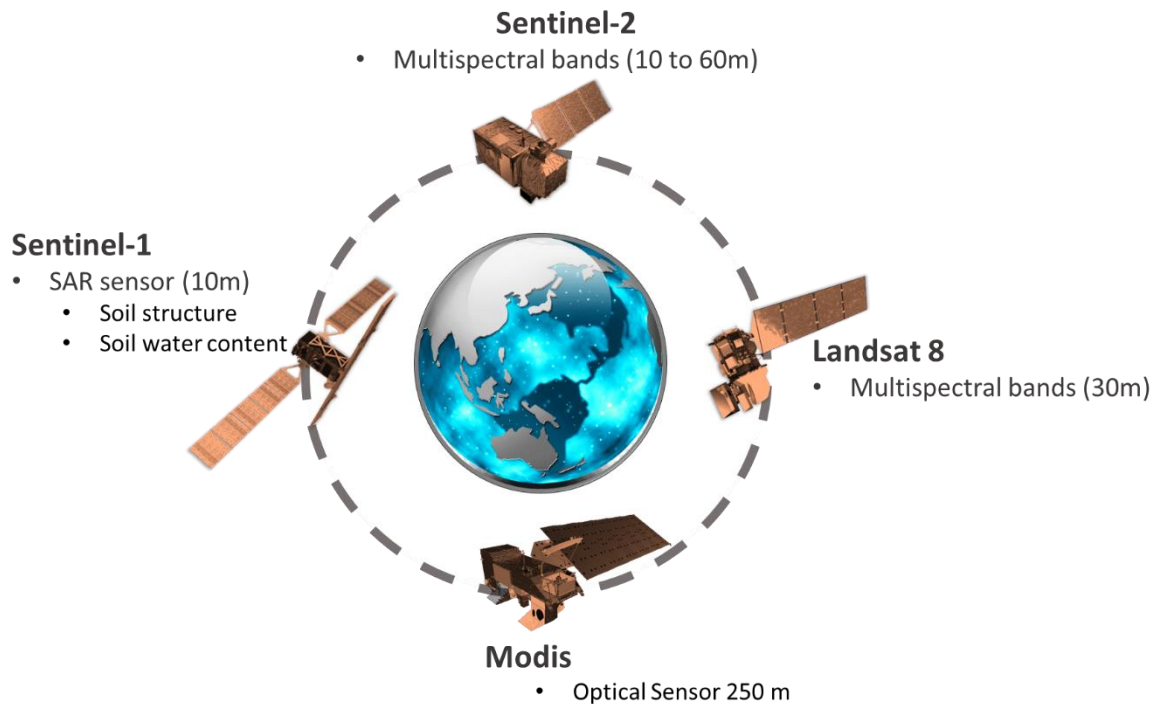 Sentinel-2
• Multispectral bands (10 to 60m)
Sentinel-1
• SAR sensor (10m)
• Soil structure
• Soil water content
Landsat 8
• Multispectral bands (30m)
Modis
• Optical Sensor 250 m